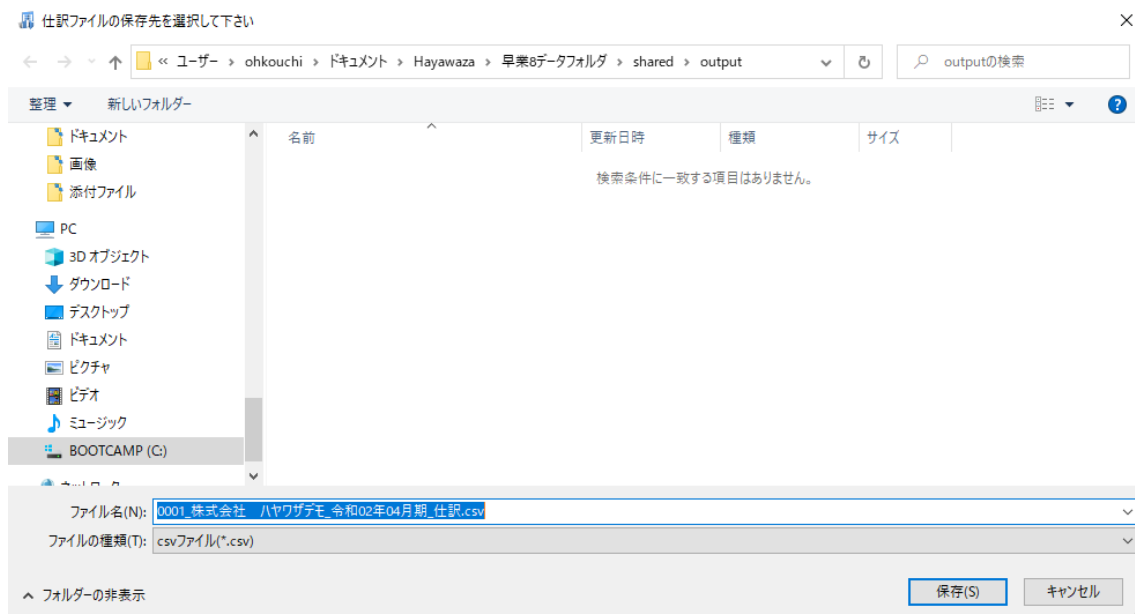 仕訳ファイルの保存先を選択して下さい
« ユーザー › ohkouchi › ドキュメント › Hayawaza › 早業8データフォルダ › shared › output
outputの検索
整理 新しいフォルダー
ドキュメント
画像
添付ファイル
PC
3D オブジェクト
ダウンロード
デスクトップ
ドキュメント
ピクチャ
ビデオ
ミュージック
BOOTCAMP (C:)
名前 更新日時 種類 サイズ
検索条件に一致する項目はありません。
ファイル名(N): 0001_株式会社　ハヤワザデモ_令和02年04月期_仕訳.csv
ファイルの種類(T): csvファイル(*.csv)
フォルダーの非表示 保存(S) キャンセル